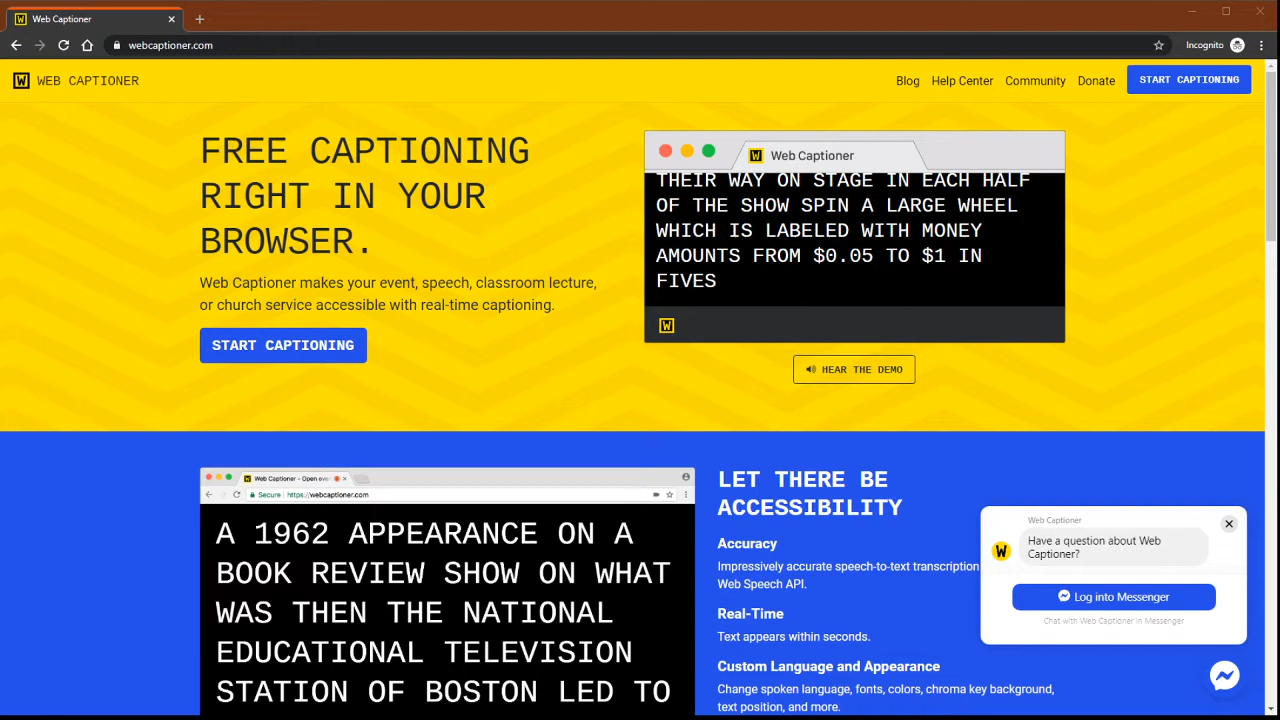 Web Captioner
webcaptioner.com
Incognito
W WEB CAPTIONER
Blog Help Center Community Donate START CAPTIONING
FREE CAPTIONING
RIGHT IN YOUR
BROWSER.
Web Captioner makes your event, speech, classroom lecture,
or church service accessible with real-time captioning.
START CAPTIONING
W Web Captioner
THEIR WAY ON STAGE IN EACH HALF
OF THE SHOW SPIN A LARGE WHEEL
WHICH IS LABELED WITH MONEY
AMOUNTS FROM $0.05 TO $1 IN
FIVES
W
HEAR THE DEMO
Web Captioner - Open eve
Secure https://webcaptioner.com
A 1962 APPEARANCE ON A
BOOK REVIEW SHOW ON WHAT
WAS THEN THE NATIONAL
EDUCATIONAL TELEVISION
STATION OF BOSTON LED TO
LET THERE BE
ACCESSIBILITY
Accuracy
Impressively accurate speech-to-text transcription
Web Speech API.
Real-Time
Text appears within seconds.
Custom Language and Appearance
Change spoken language, fonts, colors, chroma key background,
text position, and more.
Web Captioner
W
Have a question about Web
Captioner?
Log into Messenger
Chat with Web Captioner in Messenger